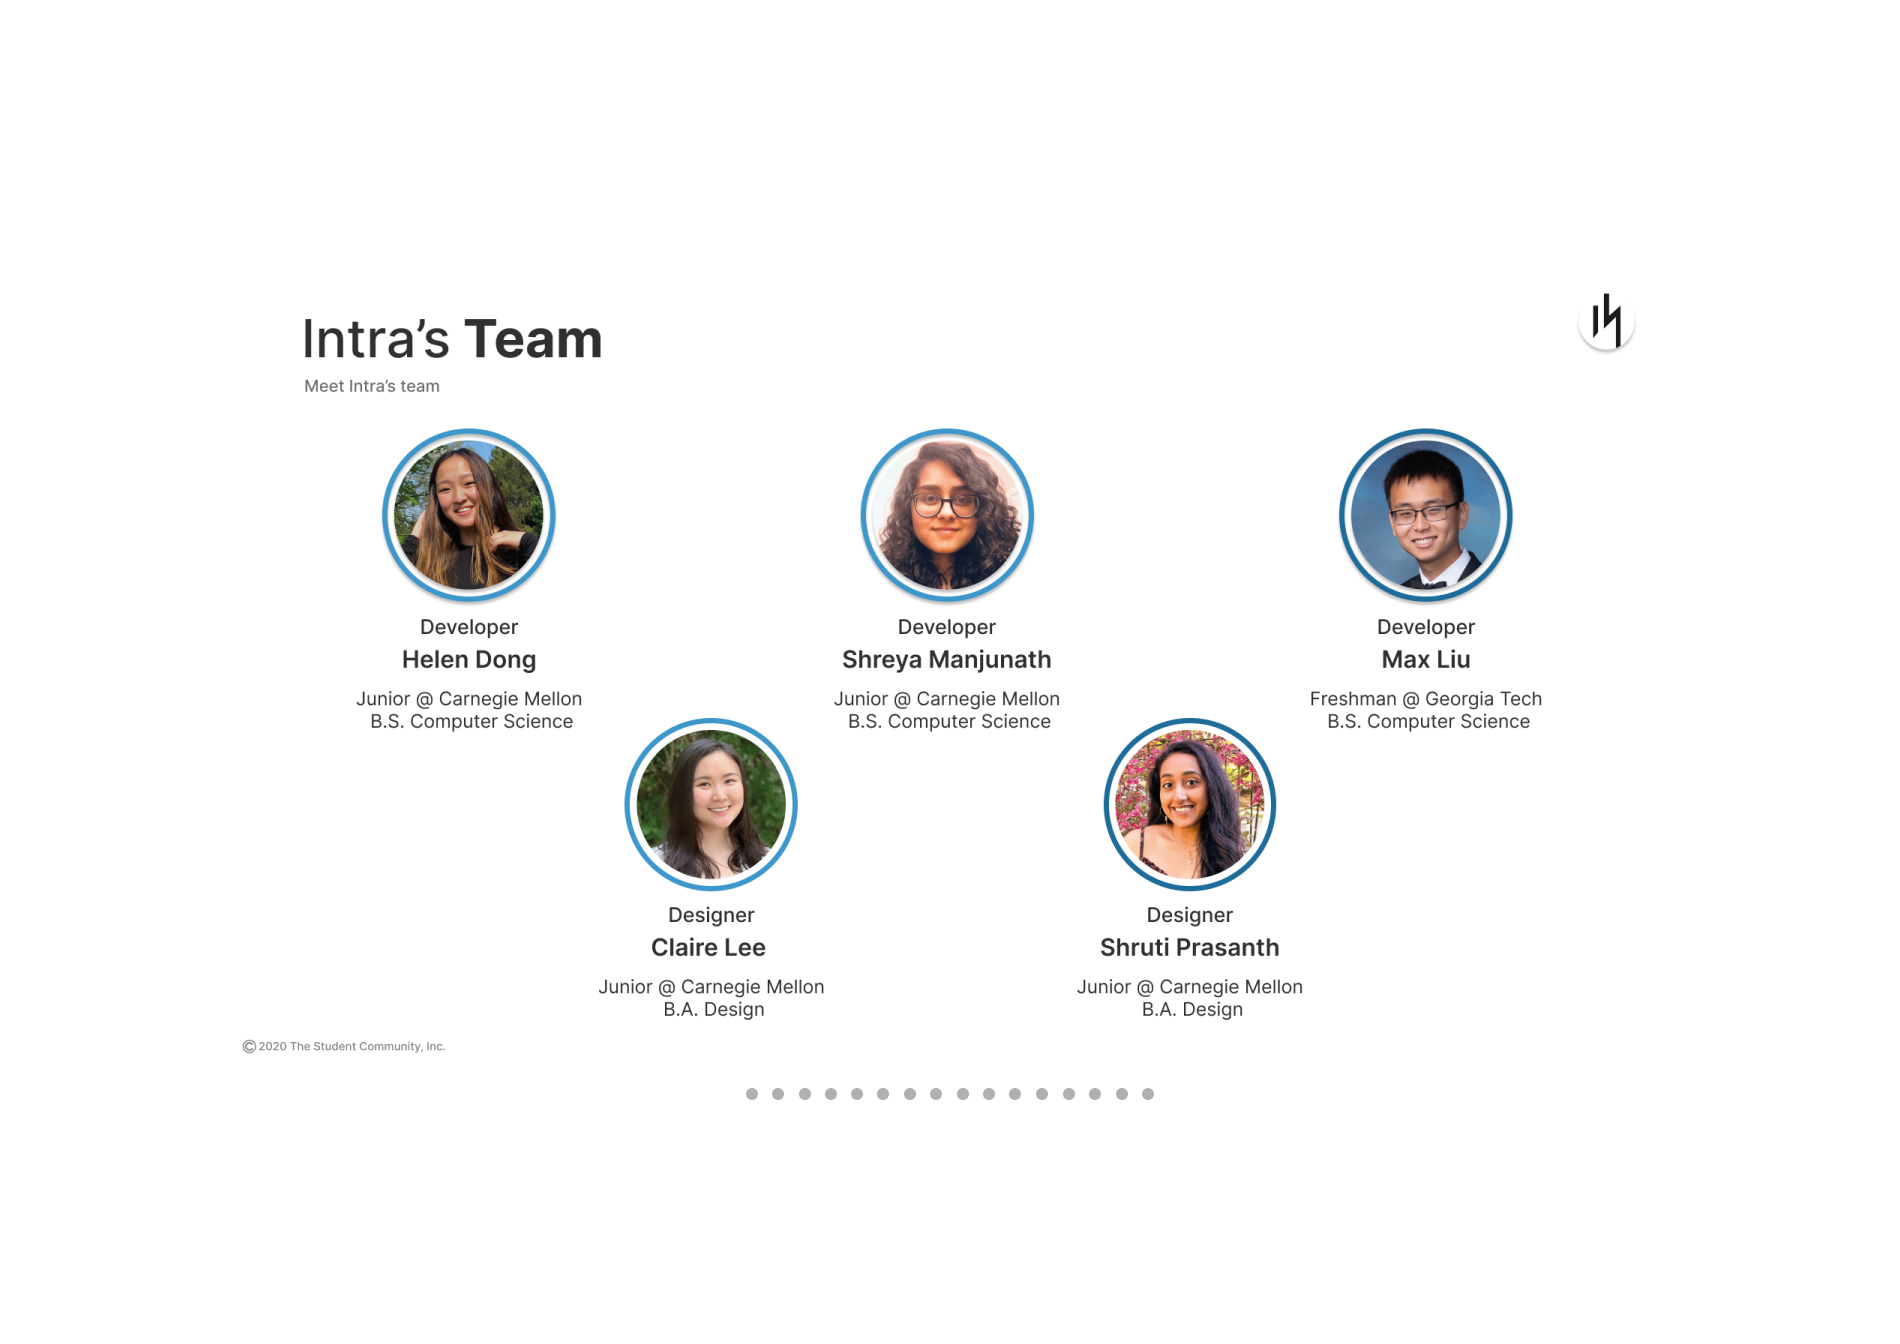 Intra’s Team
Meet Intra’s team
Developer
Helen Dong
Junior @ Carnegie Mellon
B.S. Computer Science
Developer
Shreya Manjunath
Junior @ Carnegie Mellon
B.S. Computer Science
Developer
Max Liu
Freshman @ Georgia Tech
B.S. Computer Science
Designer
Claire Lee
Junior @ Carnegie Mellon
B.A. Design
Designer
Shruti Prasanth
Junior @ Carnegie Mellon
B.A. Design
©2020 The Student Community, Inc.